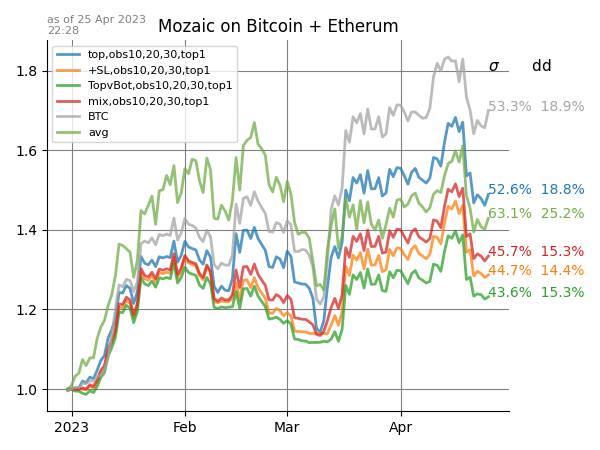 as of 25 Apr 2023
22:28
Mozaic on Bitcoin + Etherum
top,obs10,20,30,top1
+SL,obs10,20,30,top1
TopvBot,obs10,20,30,top1
mix,obs10,20,30,top1
BTC
avg
σ dd
53.3% 18.9%
52.6% 18.8%
63.1% 25.2%
45.7% 15.3%
44.7% 14.4%
43.6% 15.3%
1.8
1.6
1.4
1.2
1.0
2023 Feb Mar Apr